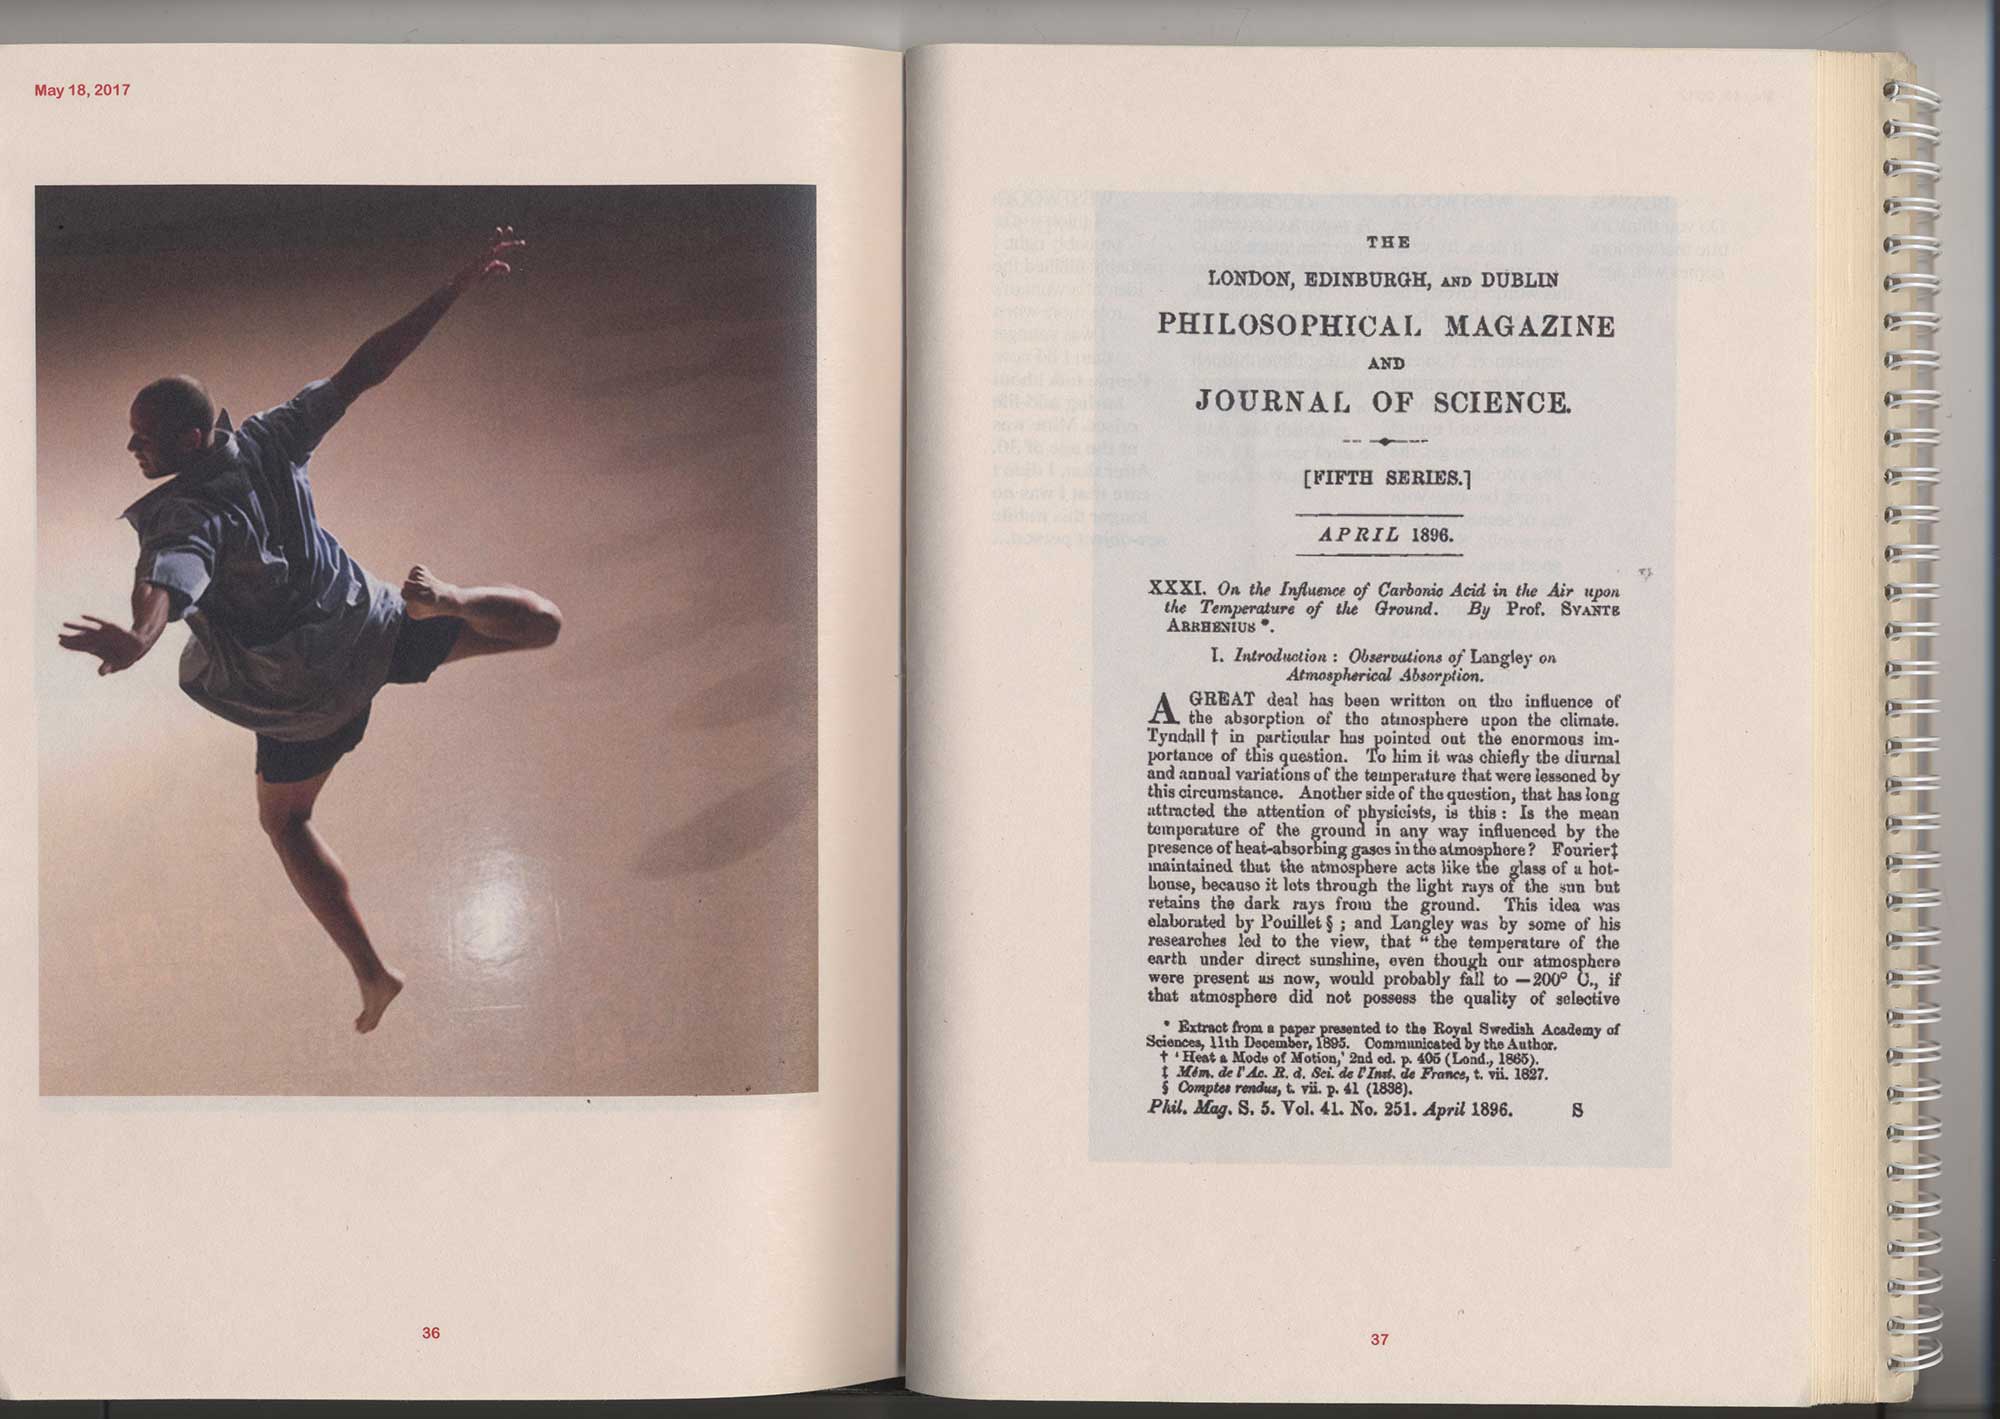 May 18, 2017
36
THE
LONDON, EDINBURGH, AND DUBLIN
PHILOSOPHICAL MAGAZINE
AND
JOURNAL OF SCIENCE.
[FIFTH SERIES.]
APRIL 1896.
XXXI. On the Influence of Carbonic Acid in the Air upon
the Temperature of the Ground. By Prof. SVANTE
ARRHENIUS *.
I. Introduction : Observations of Langley on
Atmospherical Absorption.
A GREAT deal has been written on the influence of
the absorption of the atmosphere upon the climate.
Tyndall † in particular has pointed out the enormous im-
portance of this question. To him it was chiefly the diurnal
and annual variations of the temperature that were lessened by
this circumstance. Another side of the question, that has long
attracted the attention of physicists, is this : Is the mean
temperature of the ground in any way influenced by the
presence of heat-absorbing gases in the atmosphere? Fourier‡
maintained that the atmosphere acts like the glass of a hot-
house, because it lets through the light rays of the sun but
retains the dark rays from the ground. This idea was
elaborated by Pouillet § ; and Langley was by some of his
researches led to the view, that “ the temperature of the
earth under direct sunshine, even though our atmosphere
were present as now, would probably fall to —200° C., if
that atmosphere did not possess the quality of selective
* Extract from a paper presented to the Royal Swedish Academy of
Sciences, 11th December, 1895. Communicated by the Author.
† ‘ Heat a Mode of Motion,’ 2nd ed. p. 405 (Lond., 1865).
‡ Mém. de l’Ac. R. d. Sci. de l’Inst. de France, t. vii. 1827.
§ Comptes rendus, t. vii. p. 41 (1838).
Phil. Mag. S. 5. Vol. 41. No. 251. April 1896. S
37